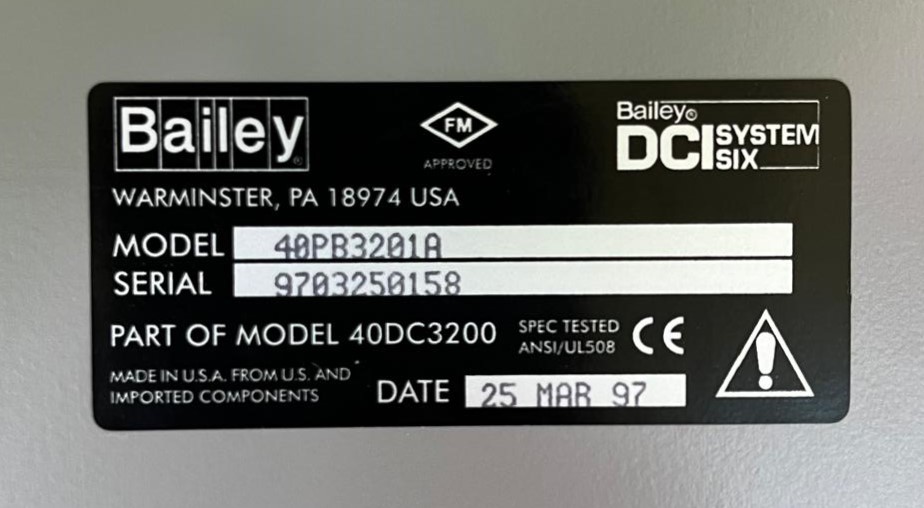 Bailey®
FM
APPROVED
Bailey®
DCI SYSTEM SIX
WARMINSTER, PA 18974 USA
MODEL 40PB3201A
SERIAL 9703250158
PART OF MODEL 40DC3200
SPEC TESTED
ANSI/UL508
CE
MADE IN U.S.A. FROM U.S. AND
IMPORTED COMPONENTS
DATE 25 MAR 97
!